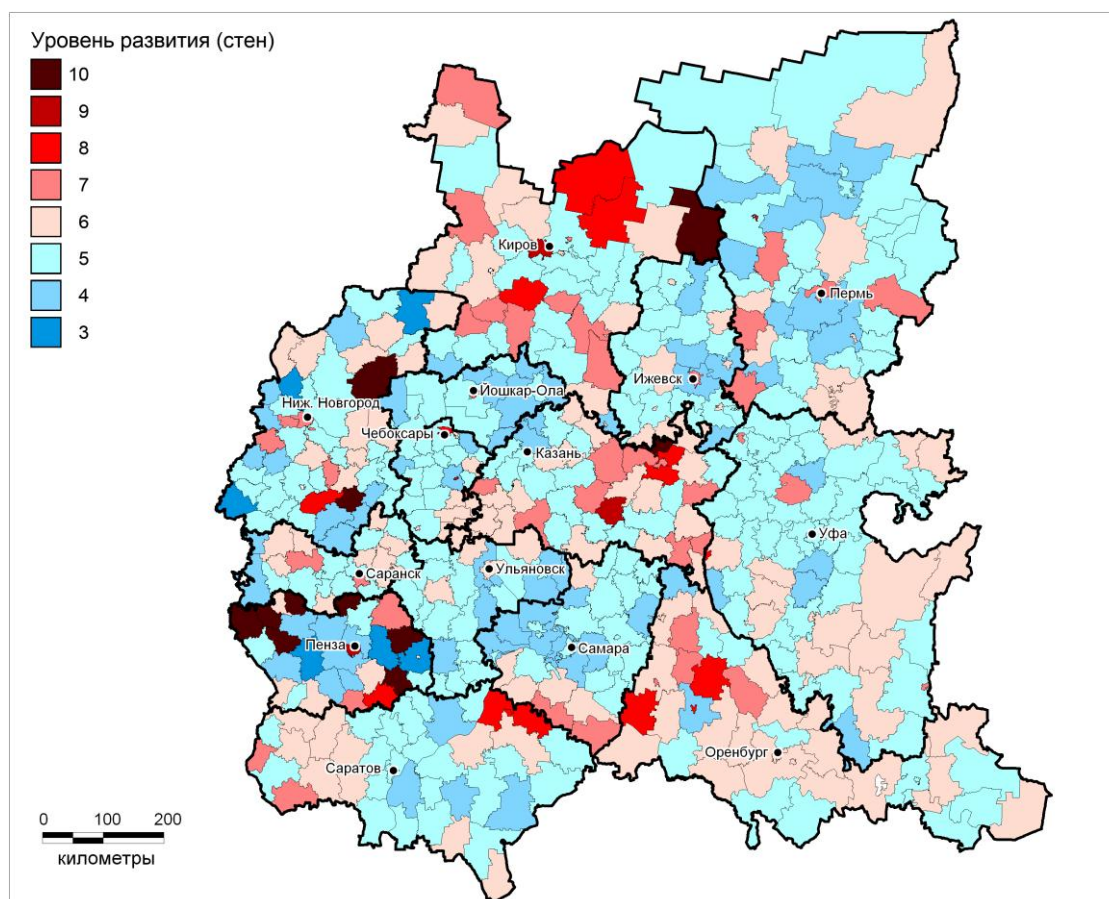 Уровень развития (стен)
10
9
8
7
6
5
4
3
Киров
Пермь
Ижевск
Йошкар-Ола
Ниж. Новгород
Чебоксары
Казань
Уфа
Ульяновск
Саранск
Пенза
Самара
Оренбург
Саратов
0 100 200
километры